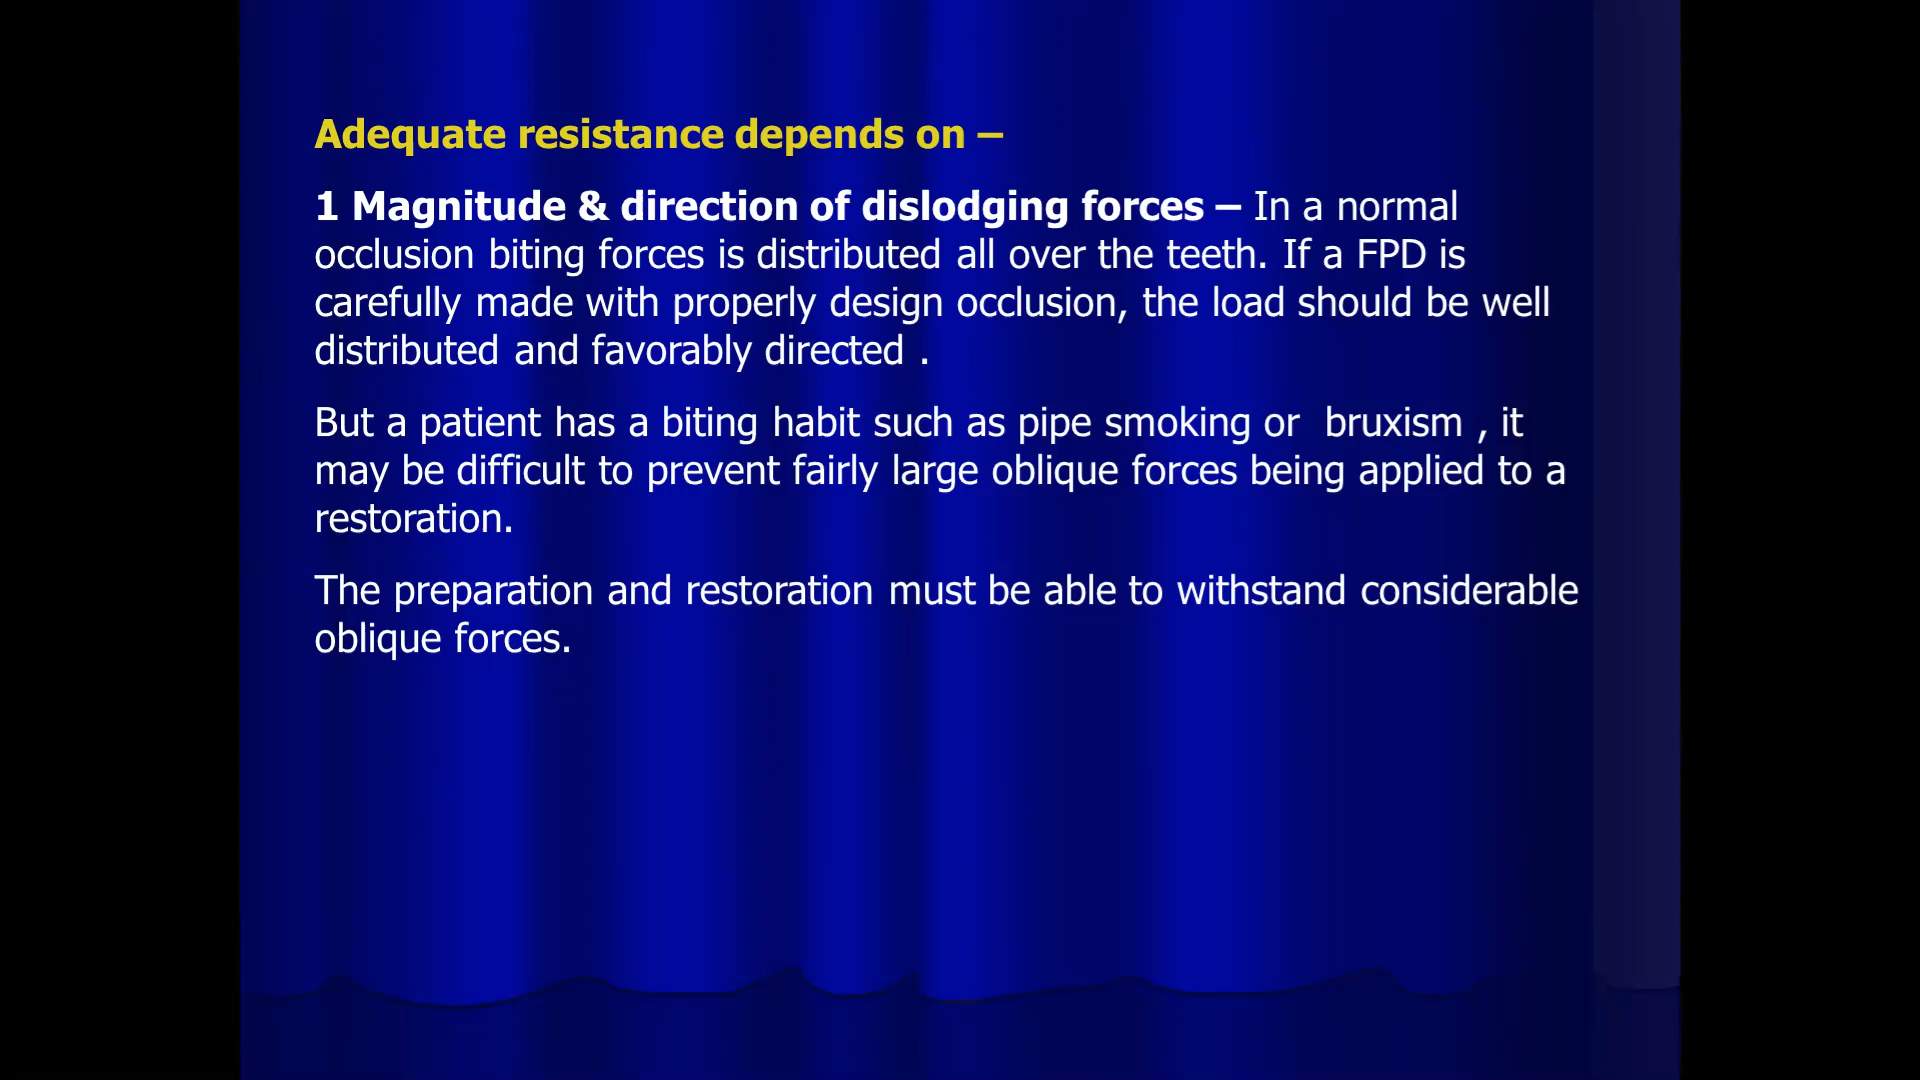 Adequate resistance depends on –
1 Magnitude & direction of dislodging forces – In a normal
occlusion biting forces is distributed all over the teeth. If a FPD is
carefully made with properly design occlusion, the load should be well
distributed and favorably directed .
But a patient has a biting habit such as pipe smoking or  bruxism , it
may be difficult to prevent fairly large oblique forces being applied to a
restoration.
The preparation and restoration must be able to withstand considerable
oblique forces.